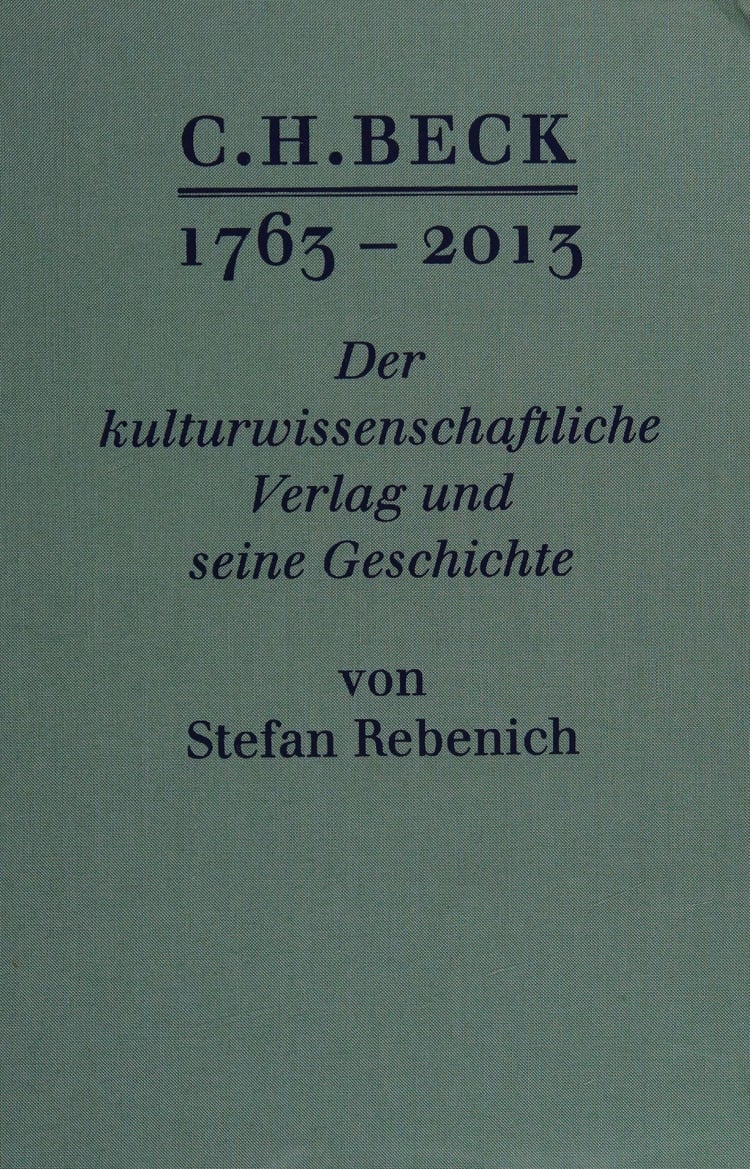 C.H.BECK
1763 – 2013
Der
kulturwissenschaftliche
Verlag und
seine Geschichte
von
Stefan Rebenich